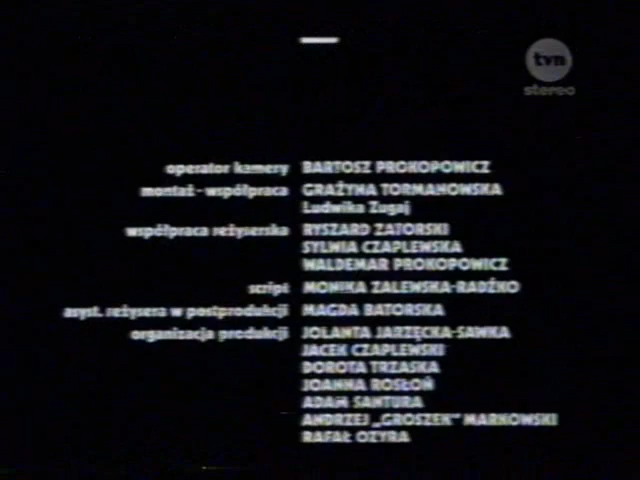 tvn
stereo
operator kamery BARTOSZ PROKOPOWICZ
montaż - współpraca GRAŻYNA TORMANOWSKA
Ludwika Zugaj
współpraca reżyserska RYSZARD ZATORSKI
SYLWIA CZAPLEWSKA
WALDEMAR PROKOPOWICZ
script MONIKA ZALEWSKA-RADŹKO
asyst. reżysera w postprodukcji MAGDA BATORSKA
organizacja produkcji JOLANTA JARZĘCKA-SAWKA
JACEK CZAPLEWSKI
DOROTA TRZASKA
JOANNA ROSŁOŃ
ADAM SANTURA
ANDRZEJ „GROSZEK" MARKOWSKI
RAFAŁ OZYRA